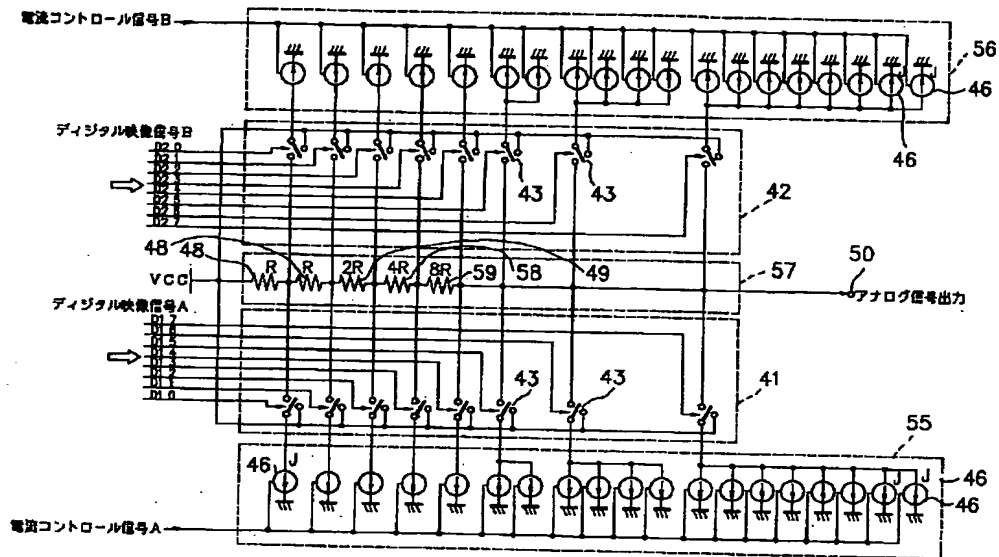 電流コントロール信号B
56
J
J
46
46
ディジタル映像信号B
D2 0
D2 1
D2 2
D2 3
D2 4
D2 5
D2 6
D2 7
43
43
42
48
48
R
R
2R
4R
8R
59
58
49
57
VCC
50
アナログ信号出力
ディジタル映像信号A
D1 7
D1 6
D1 5
D1 4
D1 3
D1 2
D1 1
D1 0
43
43
41
55
46
J
J
J
46
46
電流コントロール信号A